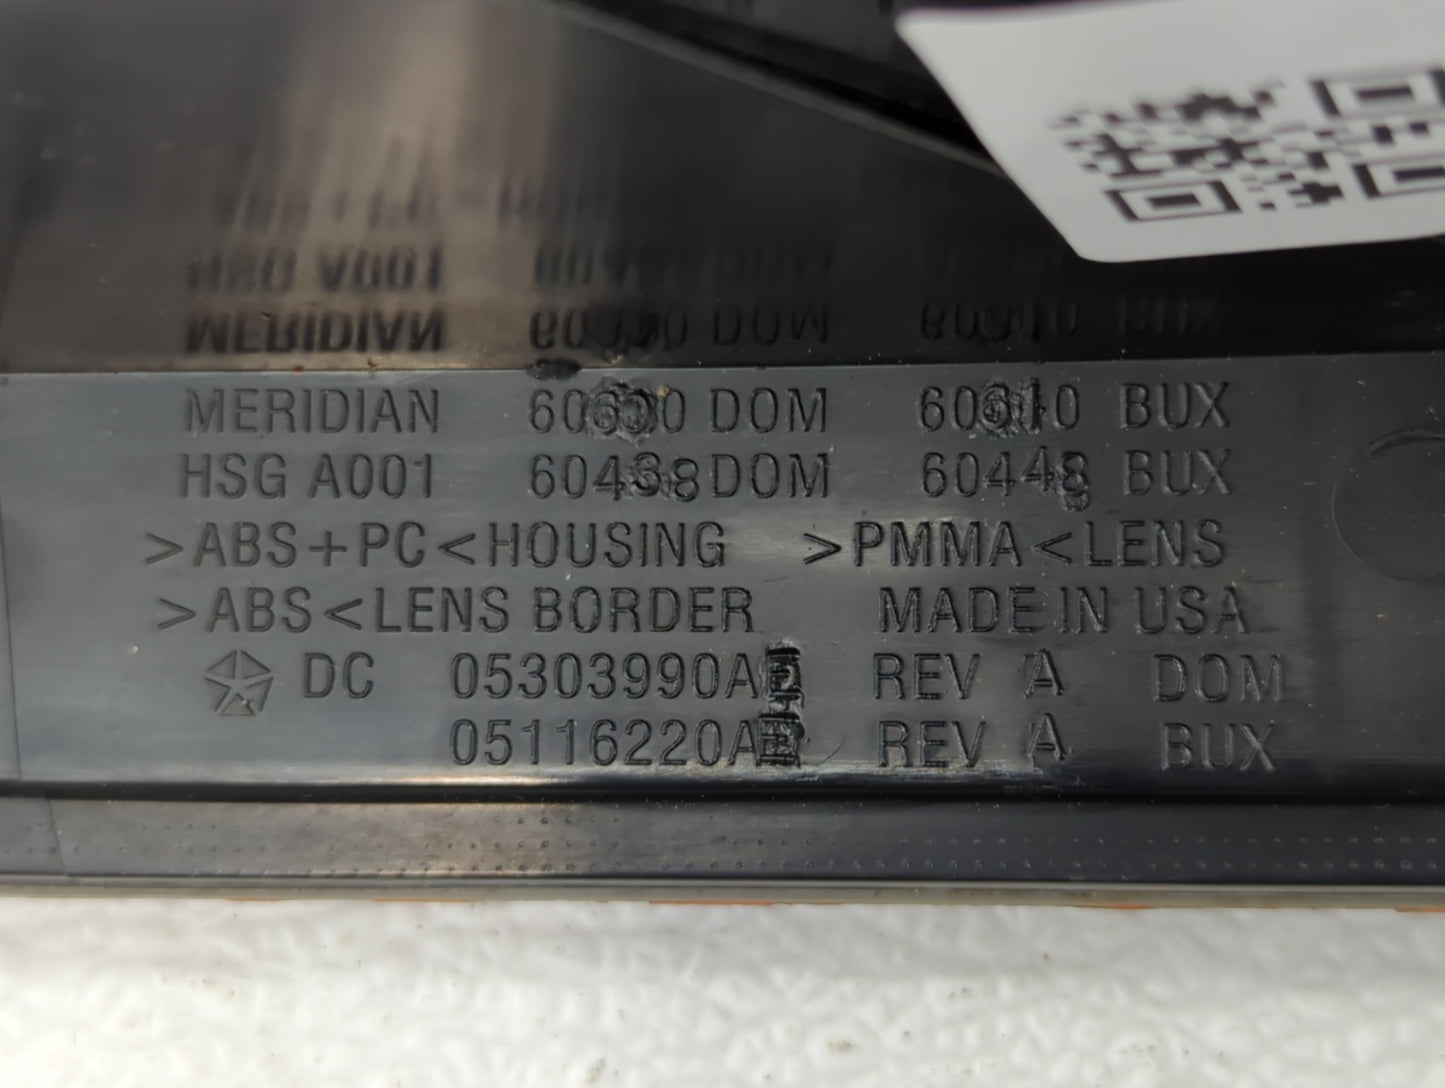 MERIDIAN DOM BUX
HSG A001 60438 DOM 60448 BUX
>ABS+PC<HOUSING >PMMA<LENS
>ABS<LENS BORDER MADE IN USA
DC REV A DOM
REV A BUX